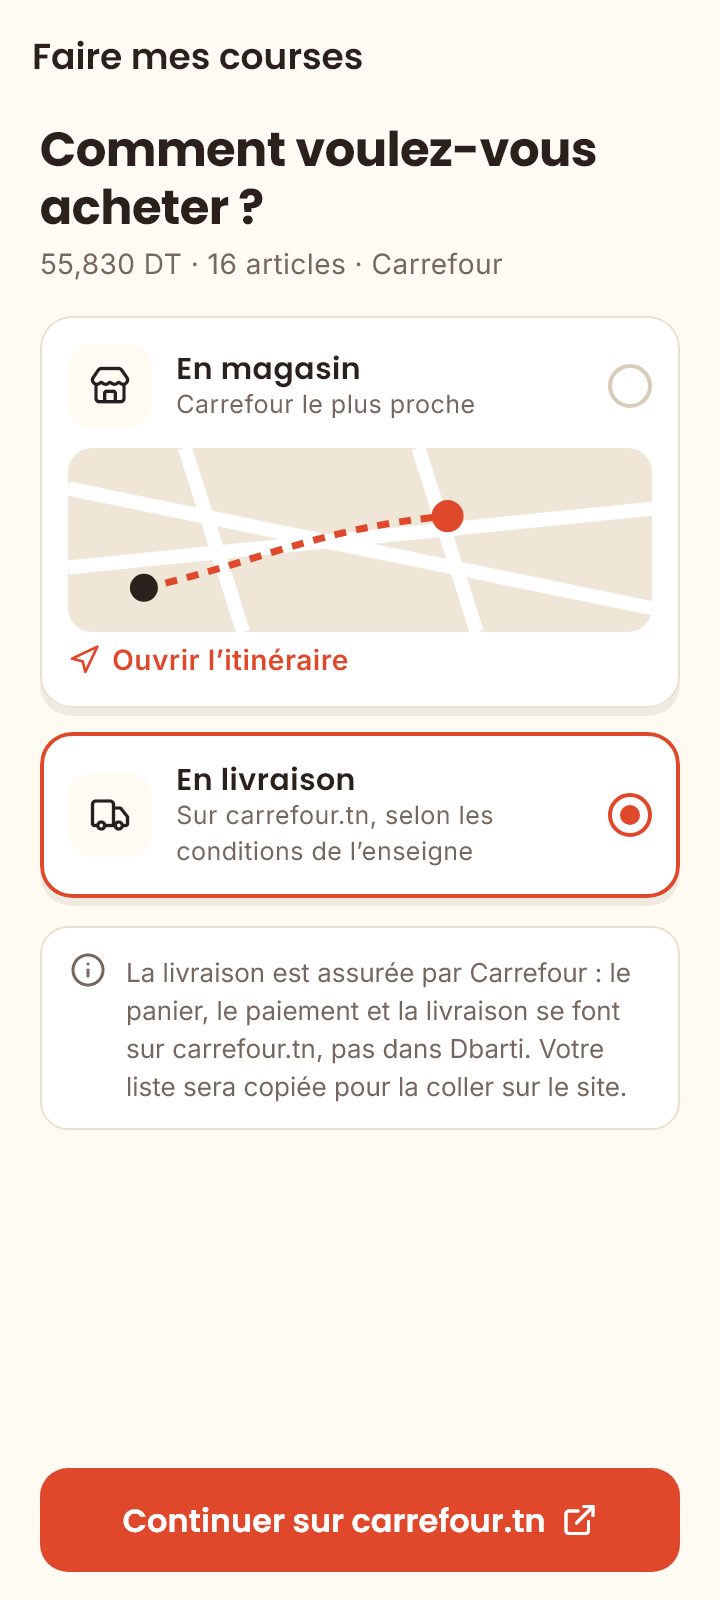 Faire mes courses
Comment voulez-vous
acheter ?
55,830 DT · 16 articles · Carrefour
En magasin
Carrefour le plus proche
Ouvrir l’itinéraire
En livraison
Sur carrefour.tn, selon les
conditions de l’enseigne
La livraison est assurée par Carrefour : le
panier, le paiement et la livraison se font
sur carrefour.tn, pas dans Dbarti. Votre
liste sera copiée pour la coller sur le site.
Continuer sur carrefour.tn